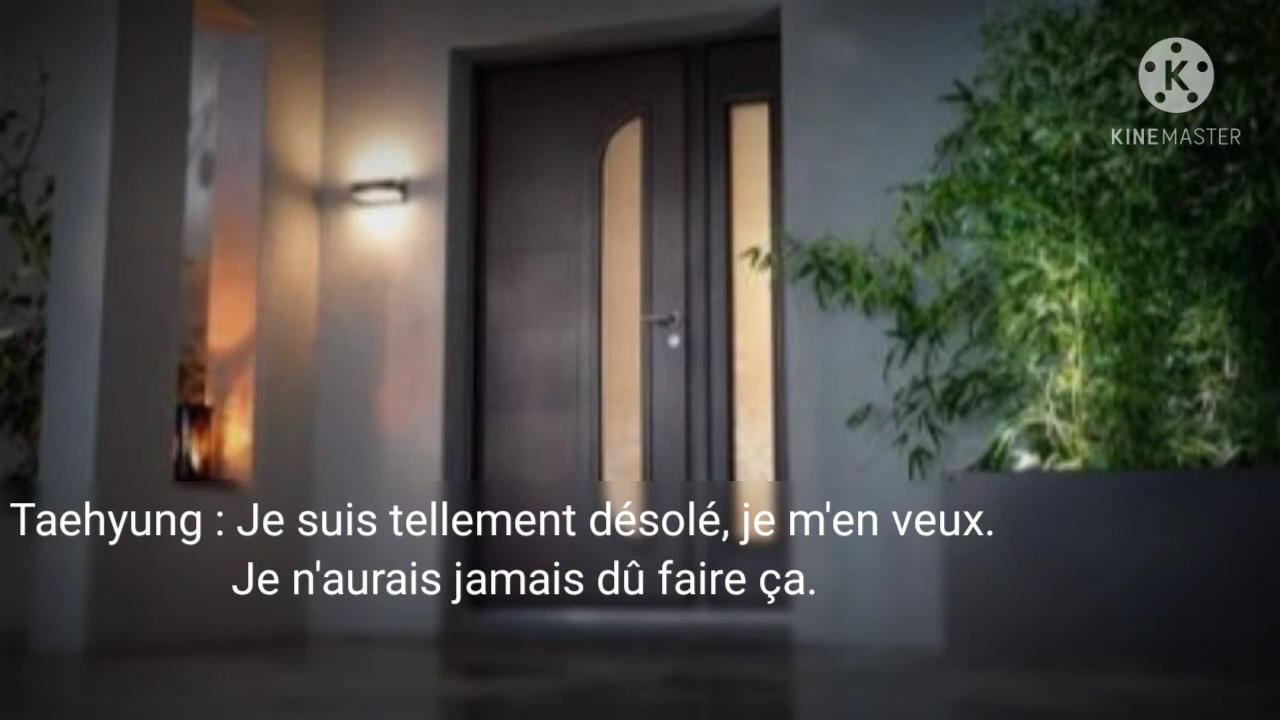 KINEMASTER
Taehyung : Je suis tellement désolé, je m'en veux.
Je n'aurais jamais dû faire ça.